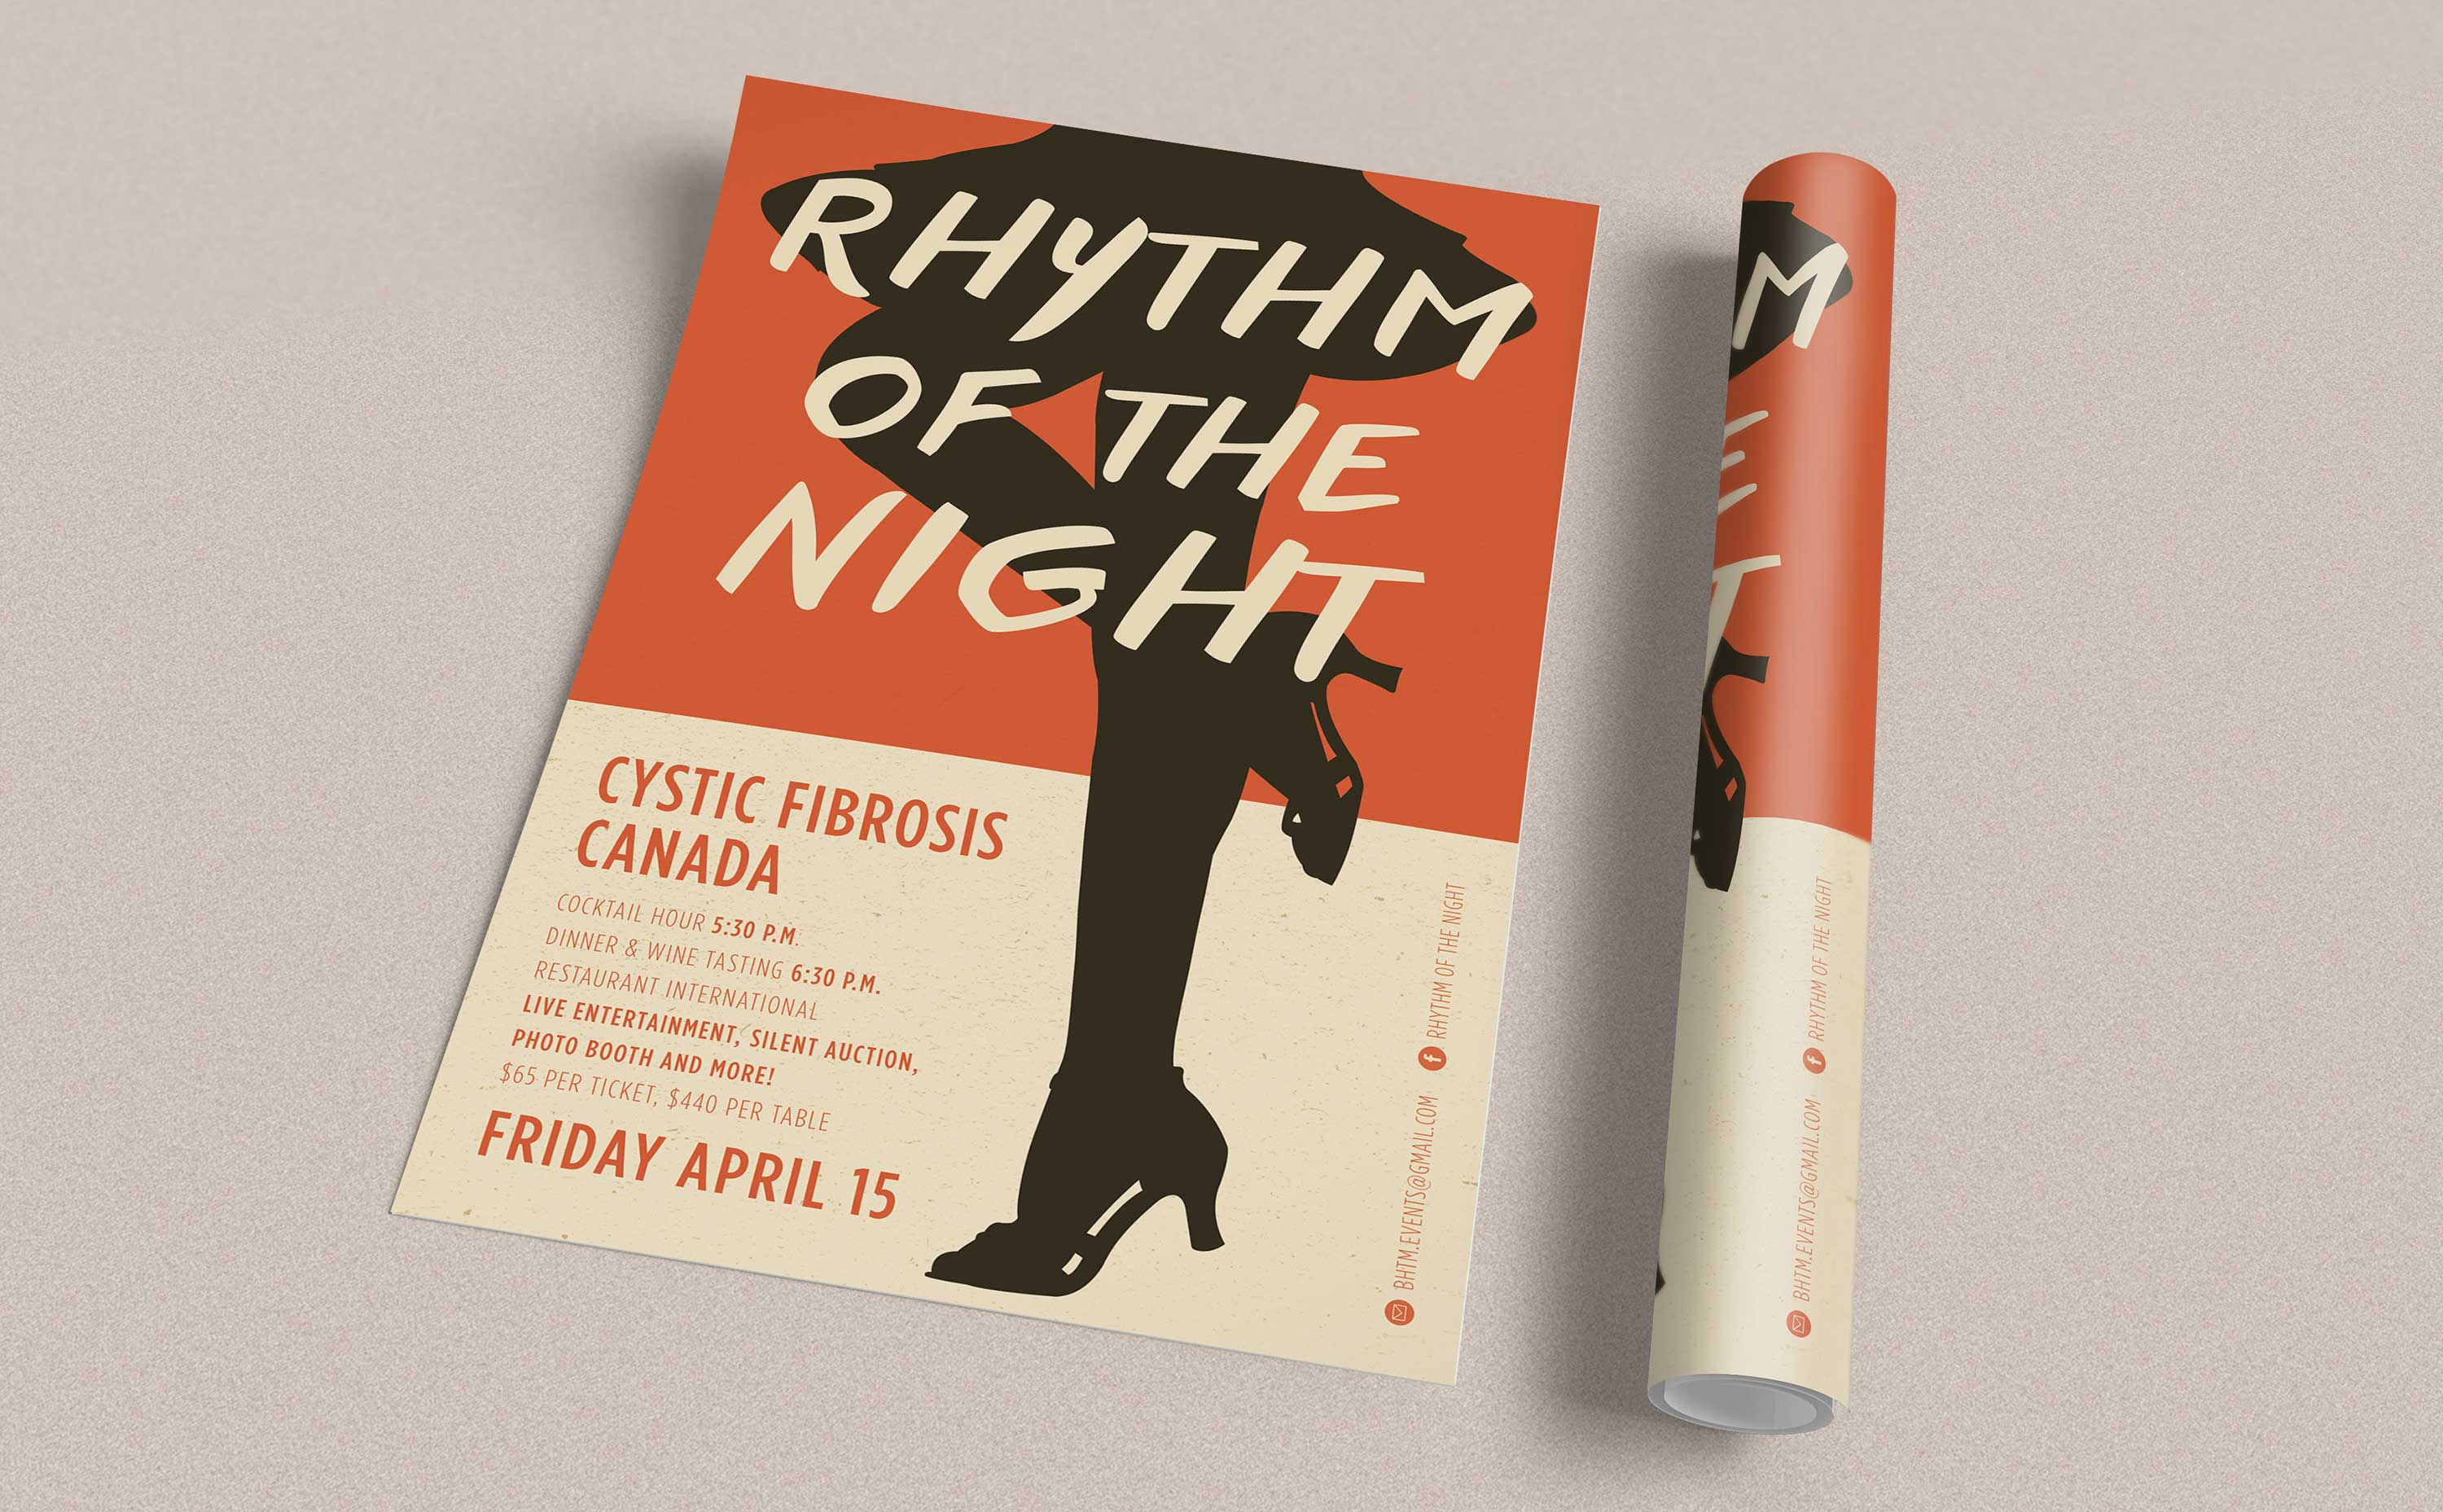 RHYTHM
OF THE
NIGHT
CYSTIC FIBROSIS
CANADA
COCKTAIL HOUR 5:30 P.M.
DINNER & WINE TASTING 6:30 P.M.
RESTAURANT INTERNATIONAL
LIVE ENTERTAINMENT, SILENT AUCTION,
PHOTO BOOTH AND MORE!
$65 PER TICKET, $440 PER TABLE
FRIDAY APRIL 15
BHTM.EVENTS@GMAIL.COM
f RHYTHM OF THE NIGHT
M
E
T
BHTM.EVENTS@GMAIL.COM
f RHYTHM OF THE NIGHT